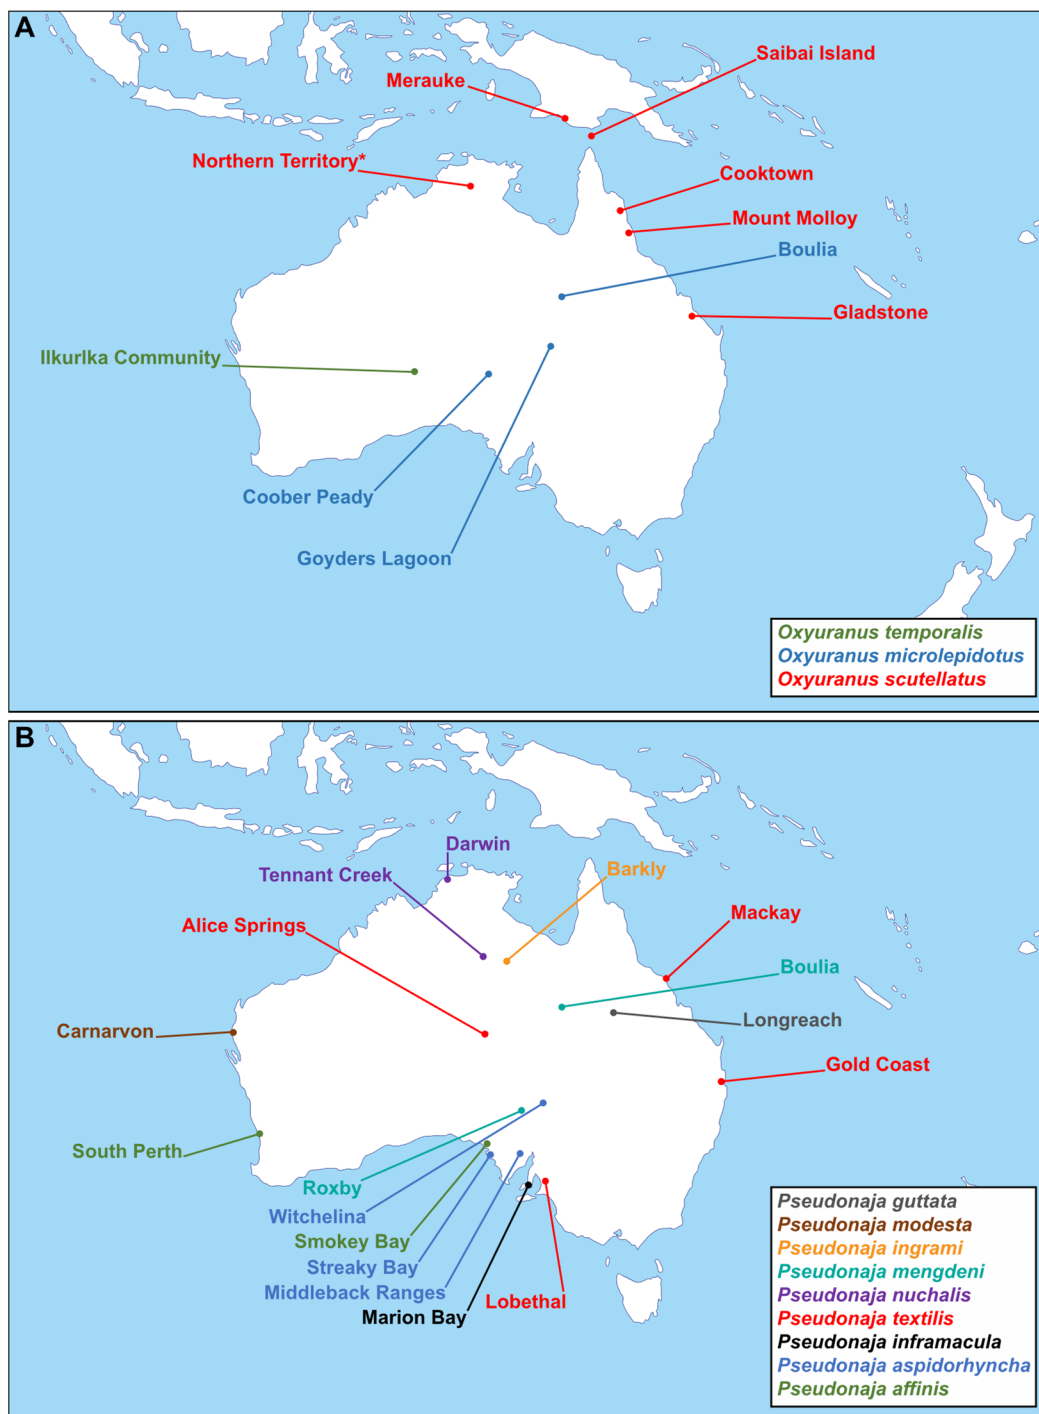 A
Saibai Island
Merauke
Northern Territory*
Cooktown
Mount Molloy
Boulia
Gladstone
Ilkurlka Community
Coober Peady
Goyders Lagoon
Oxyuranus temporalis
Oxyuranus microlepidotus
Oxyuranus scutellatus
B
Darwin
Tennant Creek
Barkly
Alice Springs
Mackay
Boulia
Longreach
Carnarvon
Gold Coast
South Perth
Roxby
Witchelina
Smokey Bay
Streaky Bay
Middleback Ranges
Marion Bay
Lobethal
Pseudonaja guttata
Pseudonaja modesta
Pseudonaja ingrami
Pseudonaja mengdeni
Pseudonaja nuchalis
Pseudonaja textilis
Pseudonaja inframacula
Pseudonaja aspidorhyncha
Pseudonaja affinis